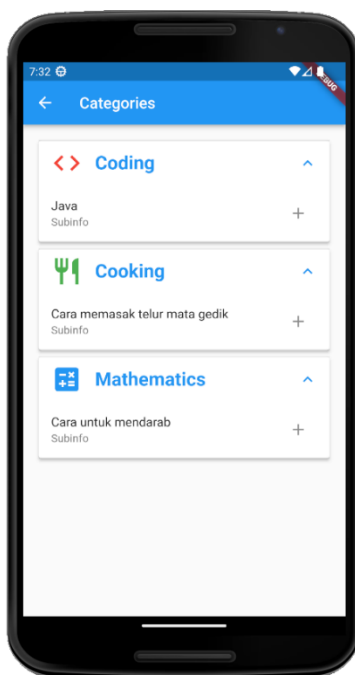 7:32
DEBUG
Categories
Coding
Java
Subinfo
Cooking
Cara memasak telur mata gedik
Subinfo
Mathematics
Cara untuk mendarab
Subinfo